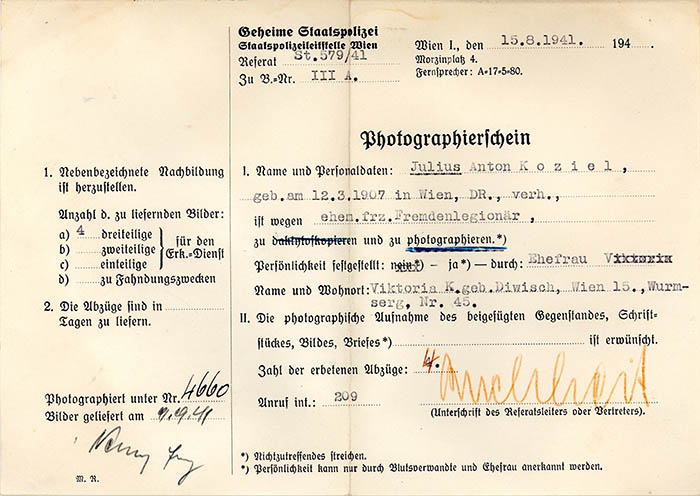 Geheime Staatspolizei
Staatspolizeileitstelle Wien
Referat St.579/41
Zu B.=Nr. III A.
Wien I., den 15.8.1941. 194
Morzinplatz 4.
Fernsprecher: A=17=5=80.
Photographierschein
1. Nebenbezeichnete Nachbildung
ist herzustellen.
Anzahl d. zu liefernden Bilder:
a) 4 dreiteilige
b) zweiteilige
c) einteilige
für den
Erk.=Dienst
d) zu Fahndungszwecken
2. Die Abzüge sind in
Tagen zu liefern.
Photographiert unter Nr. 4660
Bilder geliefert am 9.9.41
M. R.
I. Name und Personaldaten: Julius Anton Koziel,
geb.am 12.3.1907 in Wien, DR., verh.,
ist wegen ehem.frz.Fremdenlegionär,
zu daktyloskopieren und zu photographieren.*)
Persönlichkeit festgestellt: nein*) – ja*) — durch: Ehefrau Viktoria
Name und Wohnort: Viktoria K.geb.Diwisch, Wien 15., Wurm-
serg, Nr. 45.
II. Die photographische Aufnahme des beigefügten Gegenstandes, Schrift-
stückes, Bildes, Briefes*) ist erwünscht.
Zahl der erbetenen Abzüge: 4.
Anruf int.: 209
(Unterschrift des Referatsleiters oder Vertreters).
*) Nichtzutreffendes streichen.
*) Persönlichkeit kann nur durch Blutsverwandte und Ehefrau anerkannt werden.